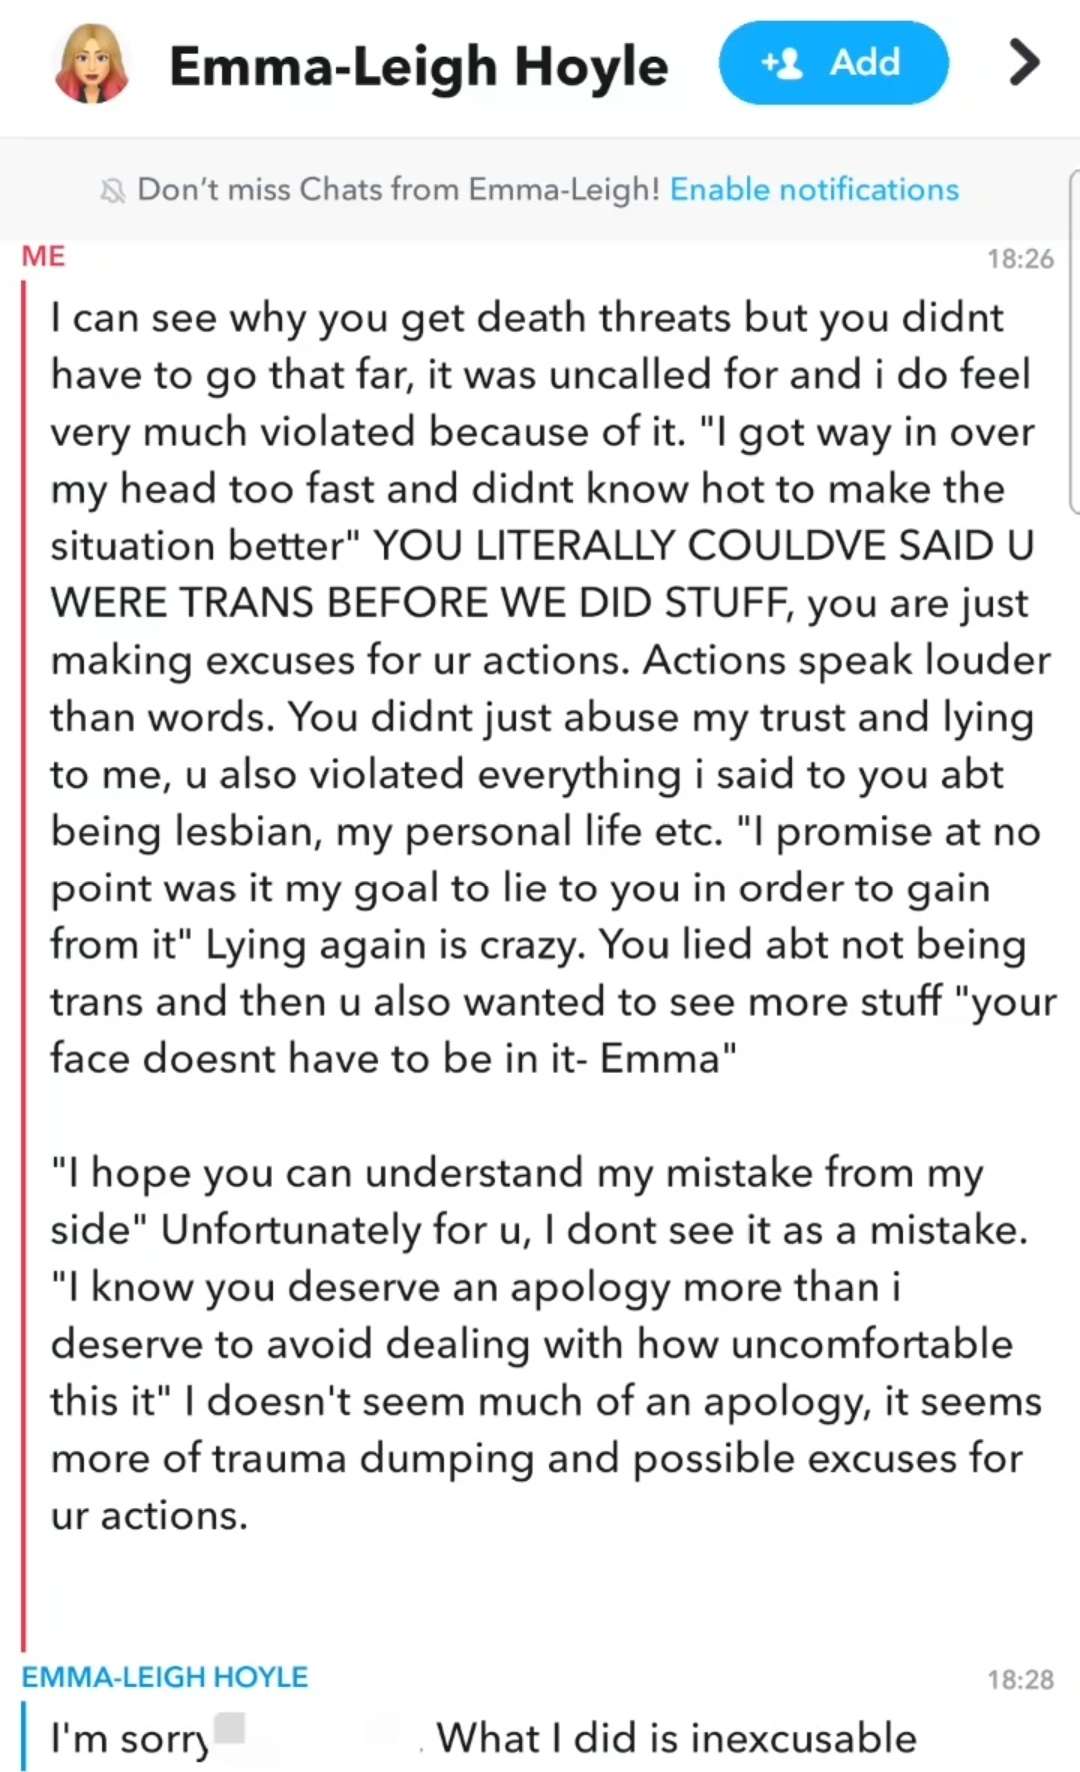 Emma-Leigh Hoyle
Add
Don't miss Chats from Emma-Leigh! Enable notifications
ME 18:26
I can see why you get death threats but you didnt
have to go that far, it was uncalled for and i do feel
very much violated because of it. "I got way in over
my head too fast and didnt know hot to make the
situation better" YOU LITERALLY COULDVE SAID U
WERE TRANS BEFORE WE DID STUFF, you are just
making excuses for ur actions. Actions speak louder
than words. You didnt just abuse my trust and lying
to me, u also violated everything i said to you abt
being lesbian, my personal life etc. "I promise at no
point was it my goal to lie to you in order to gain
from it" Lying again is crazy. You lied abt not being
trans and then u also wanted to see more stuff "your
face doesnt have to be in it- Emma"
"I hope you can understand my mistake from my
side" Unfortunately for u, I dont see it as a mistake.
"I know you deserve an apology more than i
deserve to avoid dealing with how uncomfortable
this it" I doesn't seem much of an apology, it seems
more of trauma dumping and possible excuses for
ur actions.
EMMA-LEIGH HOYLE 18:28
I'm sorry . What I did is inexcusable